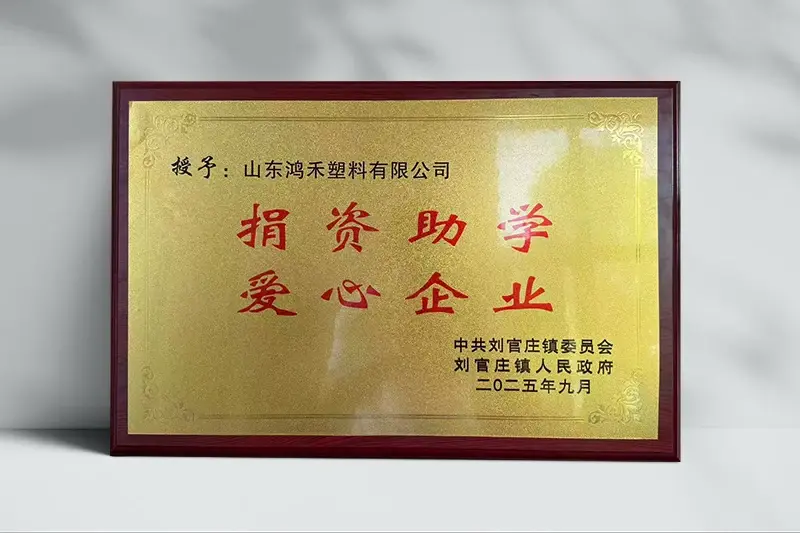 授予：山东鸿禾塑料有限公司
捐资助学
爱心企业
中共刘官庄镇委员会
刘官庄镇人民政府
二〇二五年九月